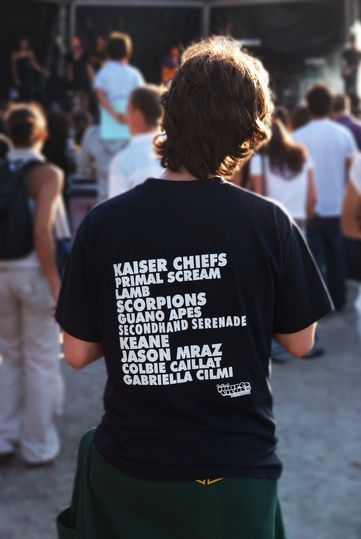 KAISER CHIEFS
PRIMAL SCREAM
LAMB
SCORPIONS
GUANO APES
SECONDHAND SERENADE
KEANE
JASON MRAZ
COLBIE CAILLAT
GABRIELLA CILMI